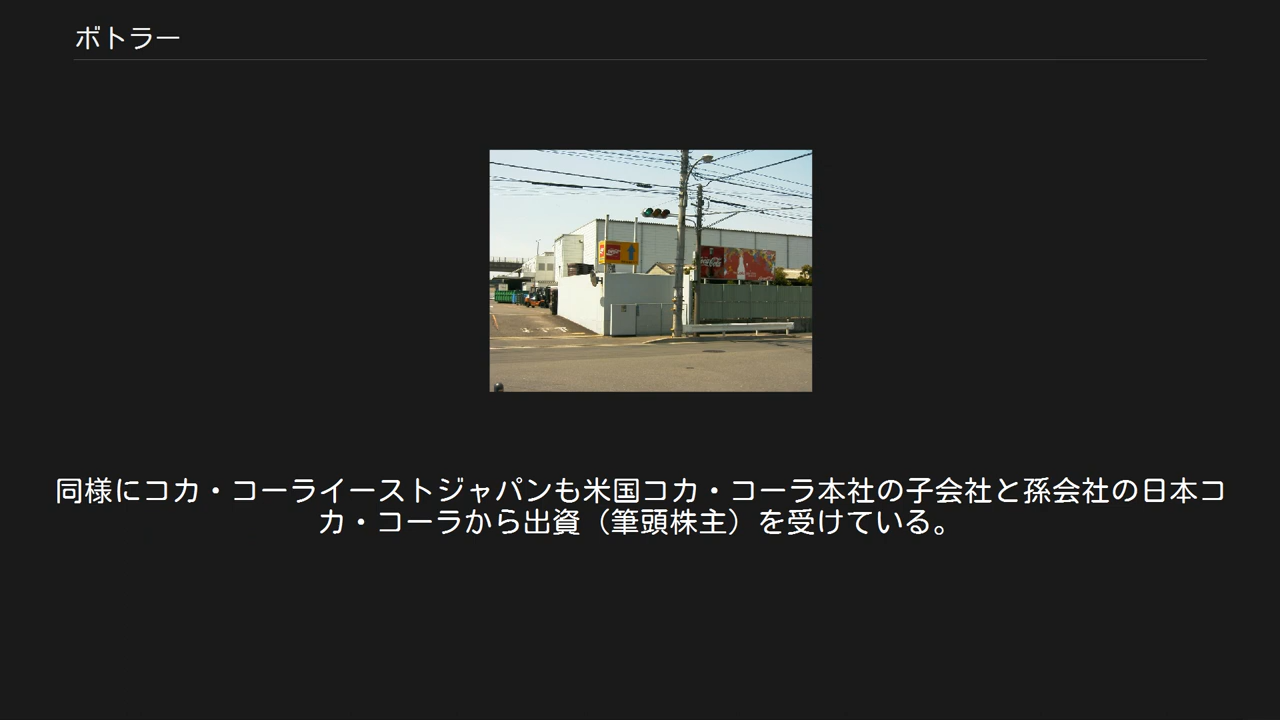 ボトラー
Coca-Cola
同様にコカ・コーライーストジャパンも米国コカ・コーラ本社の子会社と孫会社の日本コ
カ・コーラから出資（筆頭株主）を受けている。